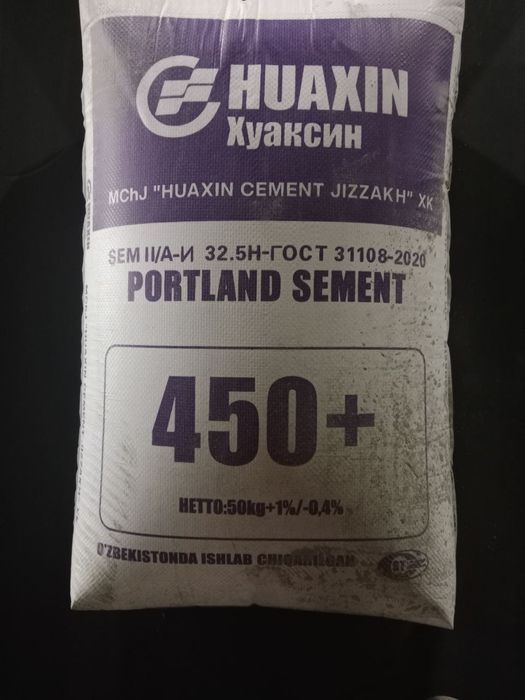 HUAXIN
Хуаксин
MChJ "HUAXIN CEMENT JIZZAKH" XK
SEM II/A-И 32.5Н-ГОСТ 31108-2020
PORTLAND SEMENT
450+
НЕТТО:50kg+1%/-0,4%
O'ZBEKISTONDA ISHLAB CHIQARILGAN
ST